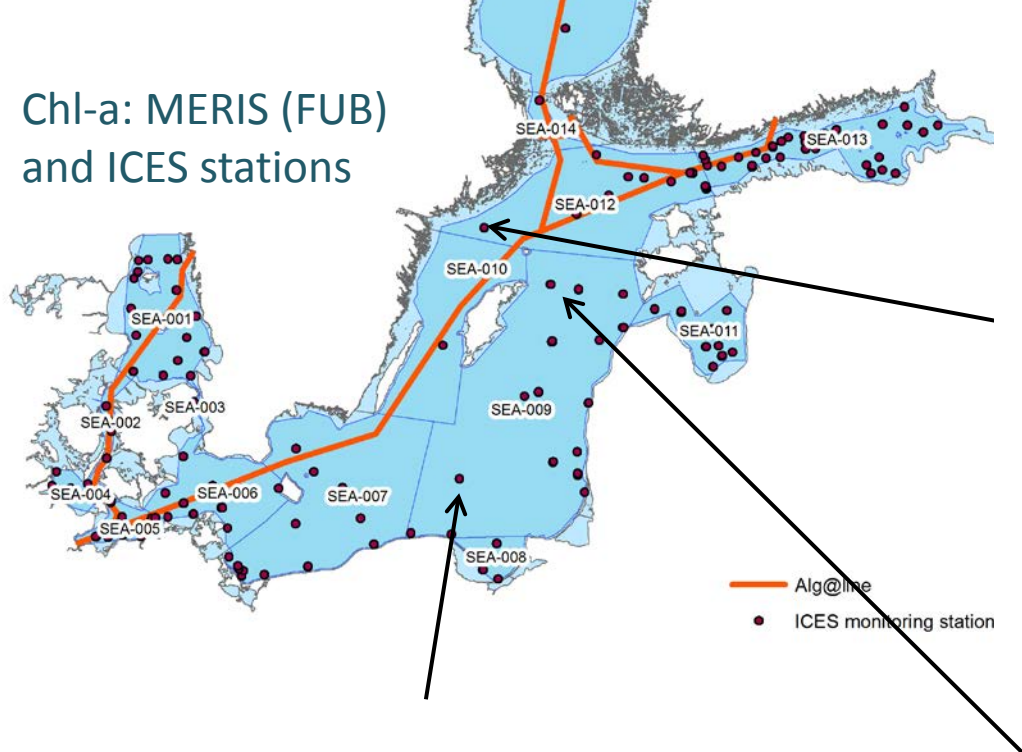 Chl-a: MERIS (FUB)
and ICES stations
SEA-014
SEA-013
SEA-012
SEA-010
SEA-001
SEA-011
SEA-003
SEA-002
SEA-009
SEA-004
SEA-006
SEA-007
SEA-005
SEA-008
Alg@line
ICES monitoring station